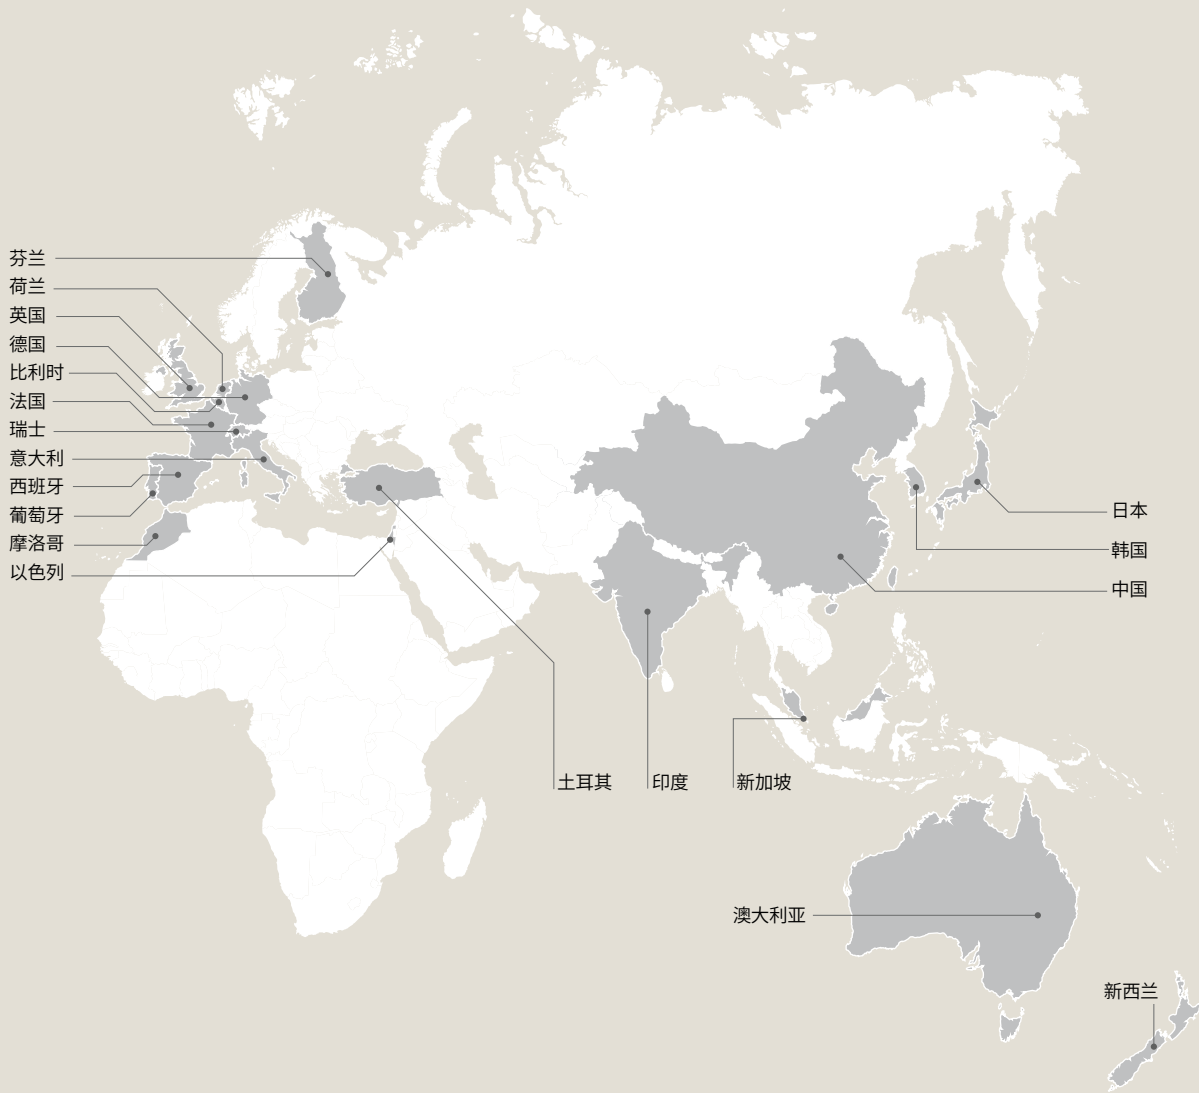 芬兰
荷兰
英国
德国
比利时
法国
瑞士
意大利
西班牙
葡萄牙
摩洛哥
以色列
日本
韩国
中国
土耳其
印度
新加坡
澳大利亚
新西兰